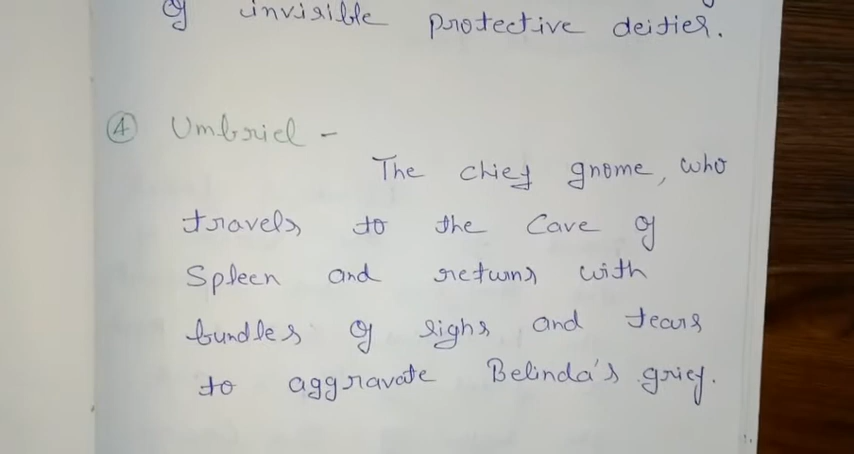 of invisible protective deities.
④ Umbriel -
The chief gnome, who
travels to the Cave of
Spleen and returns with
bundles of sighs and tears
to aggravate Belinda's grief.